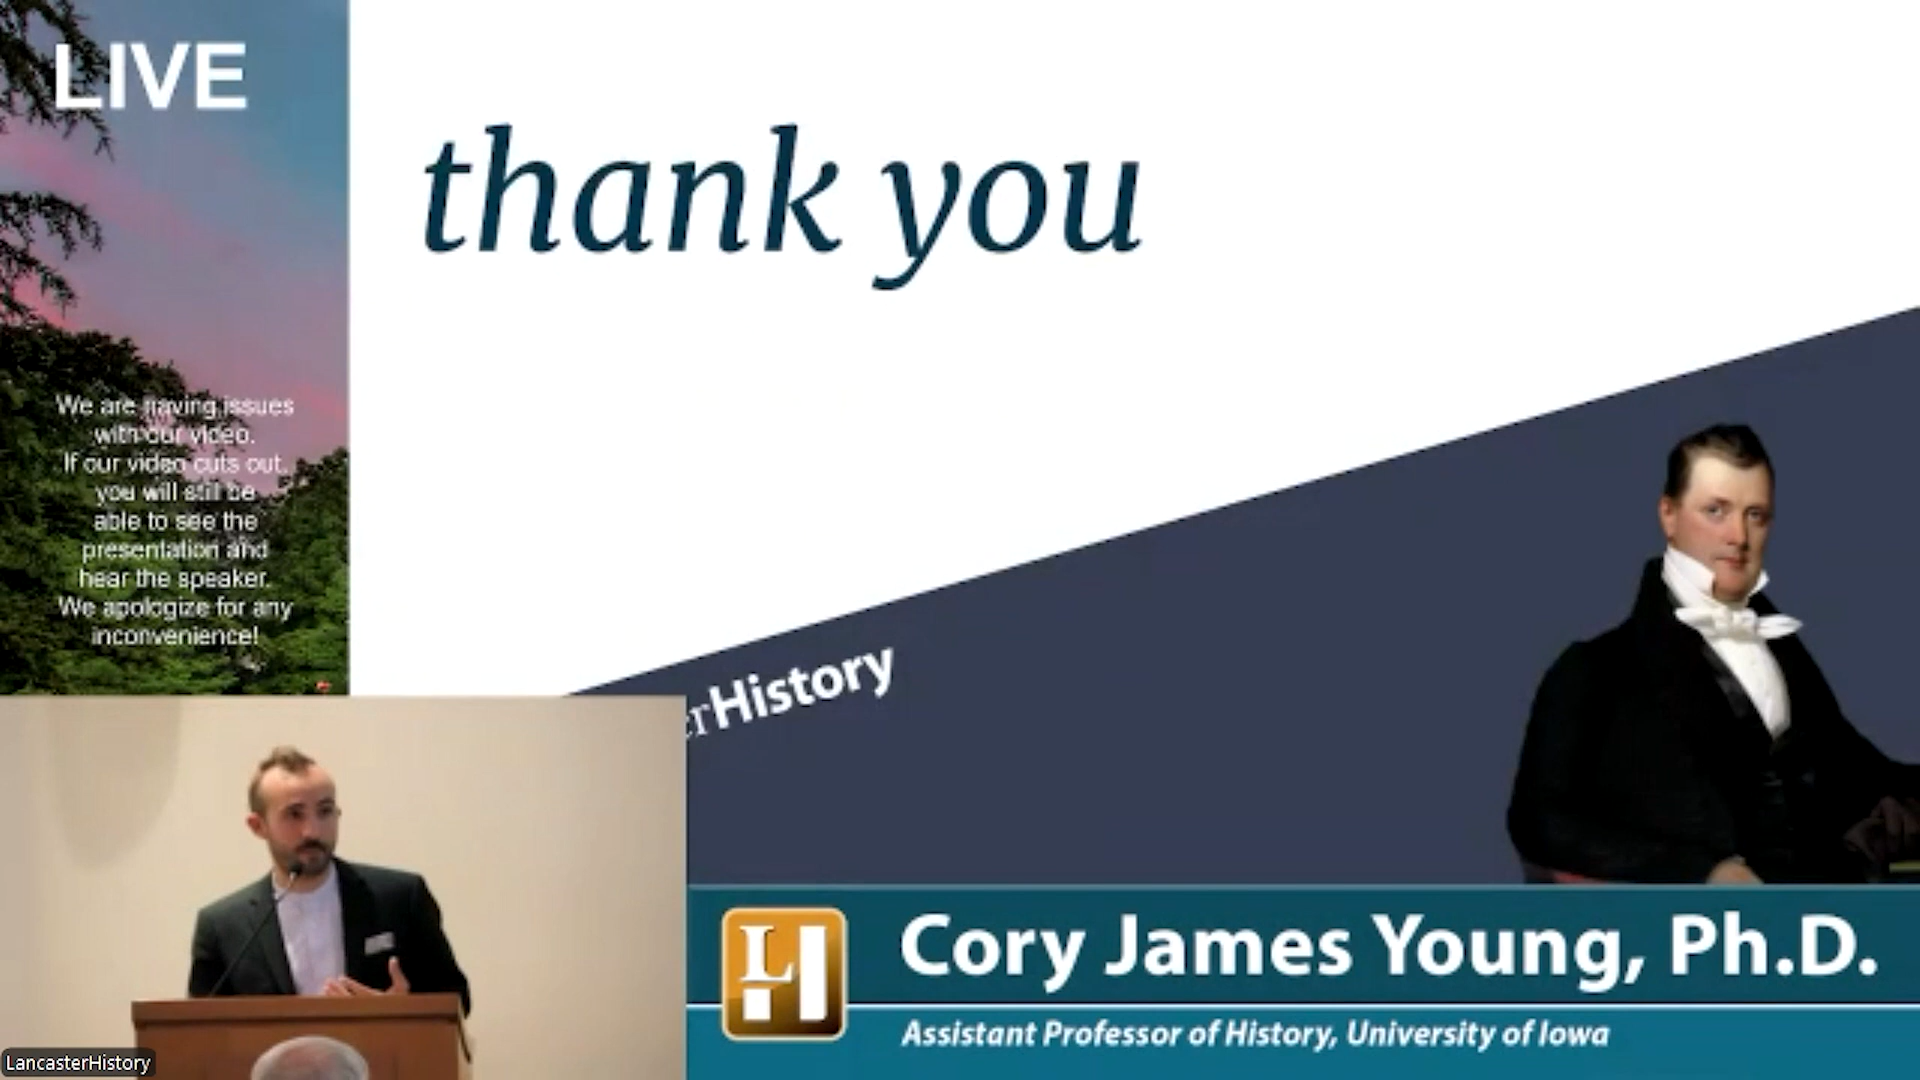 LIVE
thank you
We are having issues
with our video.
If our video cuts out,
you will still be
able to see the
presentation and
hear the speaker.
We apologize for any
inconvenience!
erHistory
LH
Cory James Young, Ph.D.
Assistant Professor of History, University of Iowa
LancasterHistory